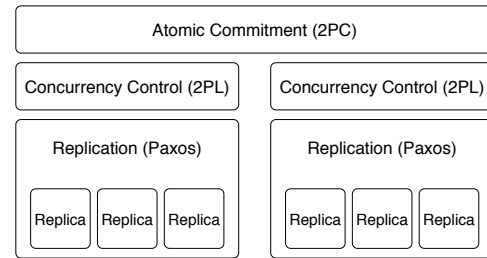 Atomic Commitment (2PC)
Concurrency Control (2PL)
Concurrency Control (2PL)
Replication (Paxos)
Replication (Paxos)
Replica Replica Replica
Replica Replica Replica